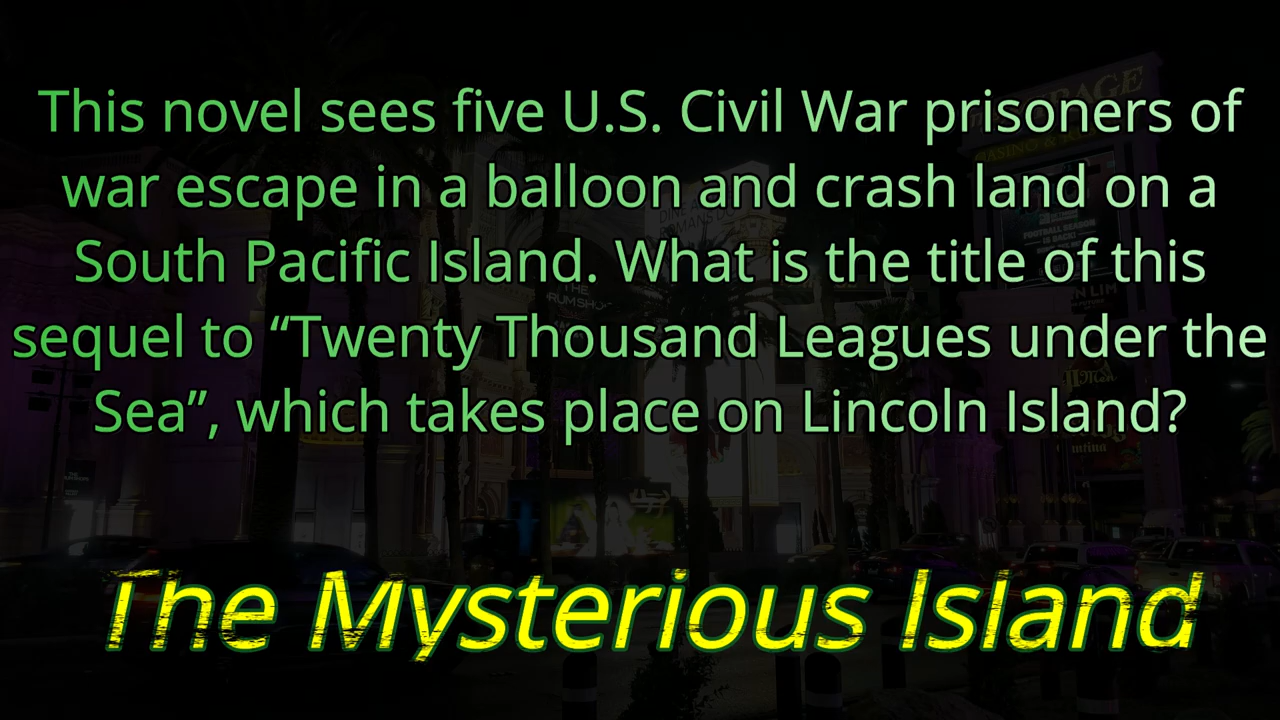 This novel sees five U.S. Civil War prisoners of
war escape in a balloon and crash land on a
South Pacific Island. What is the title of this
sequel to “Twenty Thousand Leagues under the
Sea”, which takes place on Lincoln Island?
The Mysterious Island